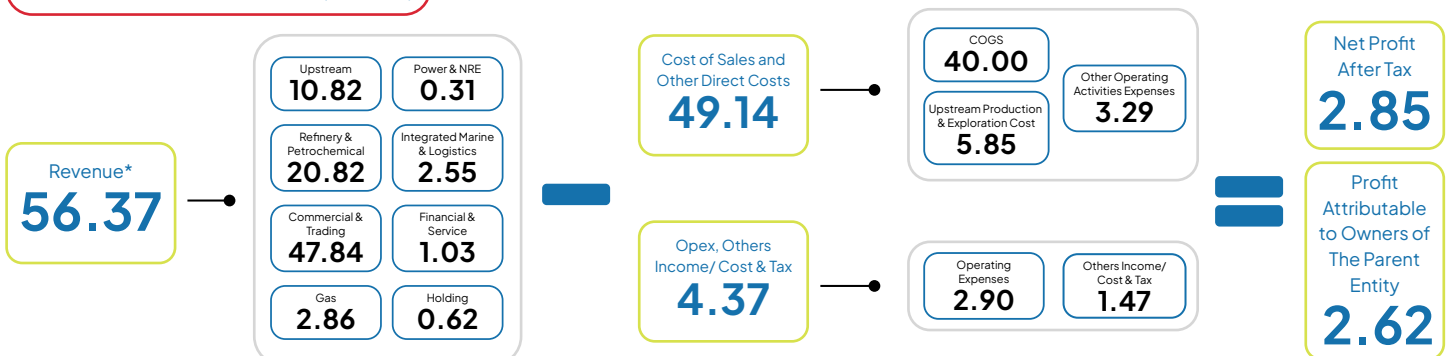 Revenue*
56.37
Upstream
10.82
Power & NRE
0.31
Refinery &
Petrochemical
20.82
Integrated Marine
& Logistics
2.55
Commercial &
Trading
47.84
Financial &
Service
1.03
Gas
2.86
Holding
0.62
Cost of Sales and
Other Direct Costs
49.14
COGS
40.00
Upstream Production
& Exploration Cost
5.85
Other Operating
Activities Expenses
3.29
Opex, Others
Income/ Cost & Tax
4.37
Operating
Expenses
2.90
Others Income/
Cost & Tax
1.47
Net Profit
After Tax
2.85
Profit
Attributable
to Owners of
The Parent
Entity
2.62